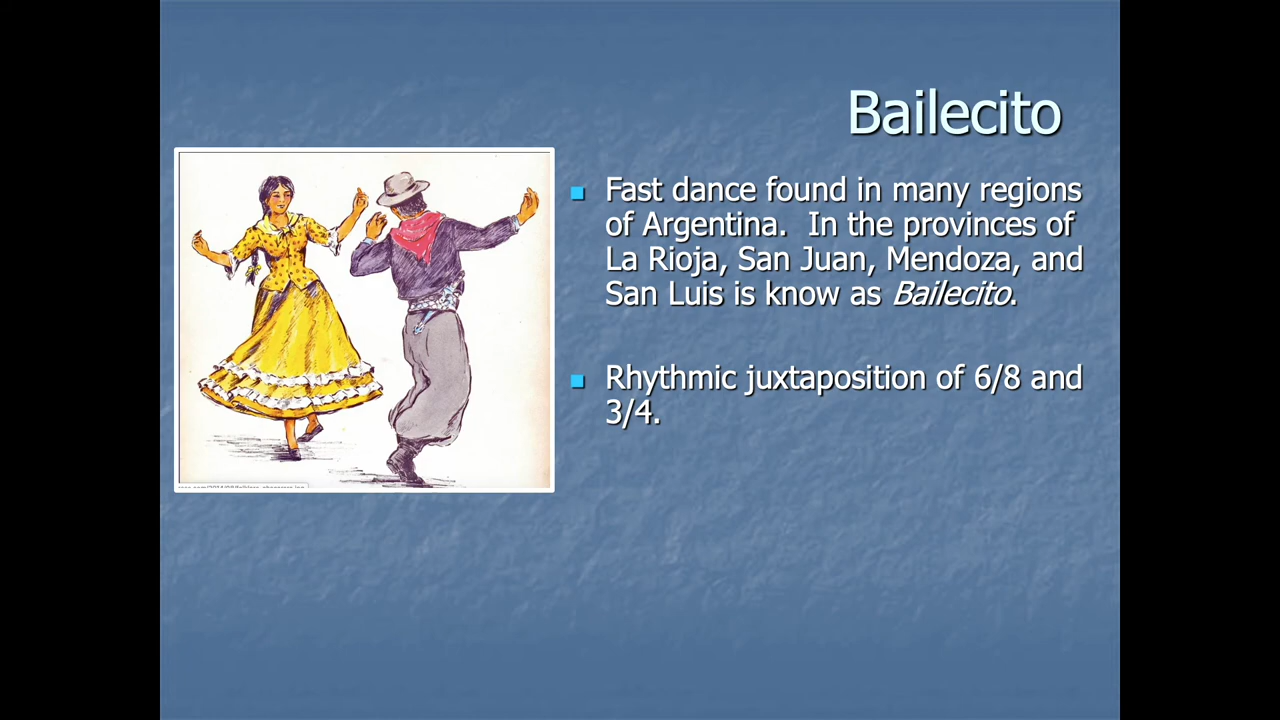 Bailecito
Fast dance found in many regions
of Argentina. In the provinces of
La Rioja, San Juan, Mendoza, and
San Luis is know as Bailecito.
Rhythmic juxtaposition of 6/8 and
3/4.